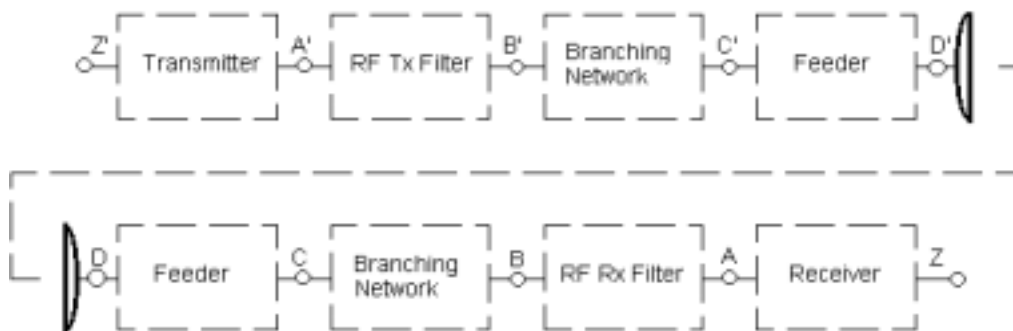 Z' Transmitter A' RF Tx Filter B' Branching Network C' Feeder D'
D Feeder C Branching Network B RF Rx Filter A Receiver Z